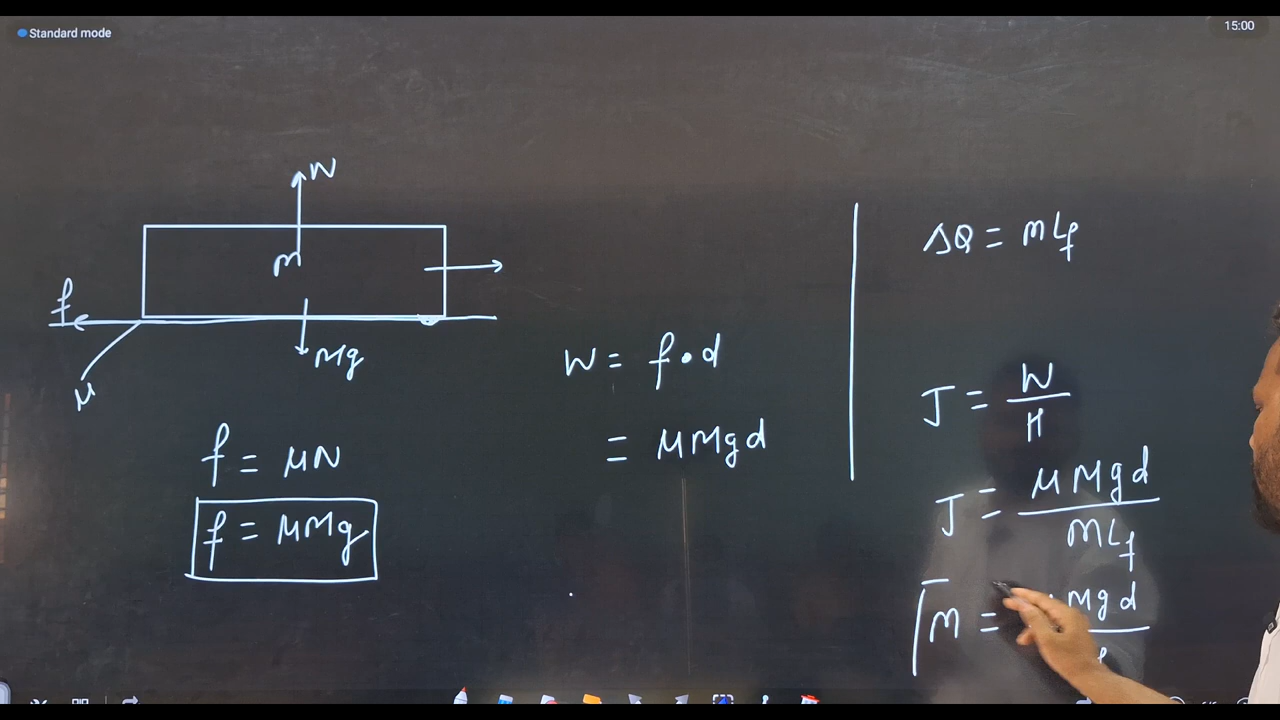 Standard mode
15:00
N
m
f
Mg
μ
f = μN
f = μMg
W = f • d
= μMgd
ΔQ = mLf
J = W/H
J = μMgd/mLf
m = Mgd